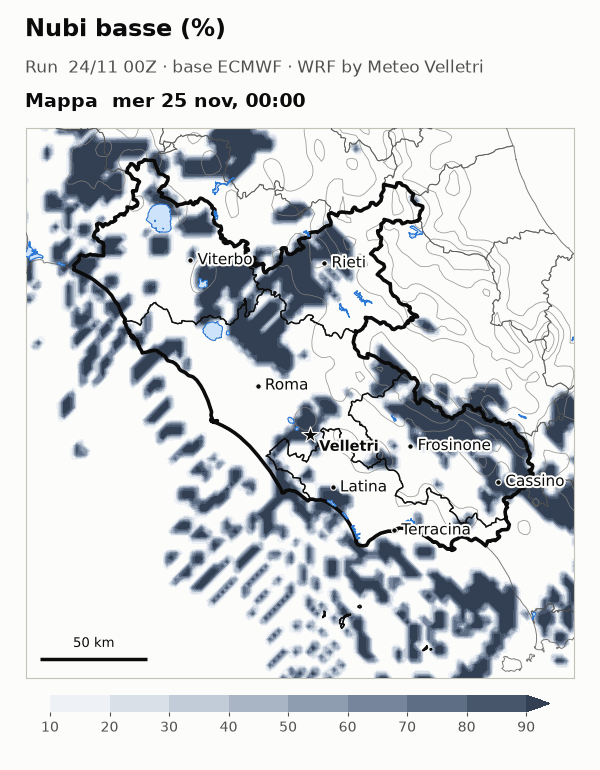 Nubi basse (%)
Run  24/11 00Z · base ECMWF · WRF by Meteo Velletri
Mappa  mer 25 nov, 00:00
Viterbo
Rieti
Roma
Velletri
Frosinone
Cassino
Latina
Terracina
50 km
10 20 30 40 50 60 70 80 90